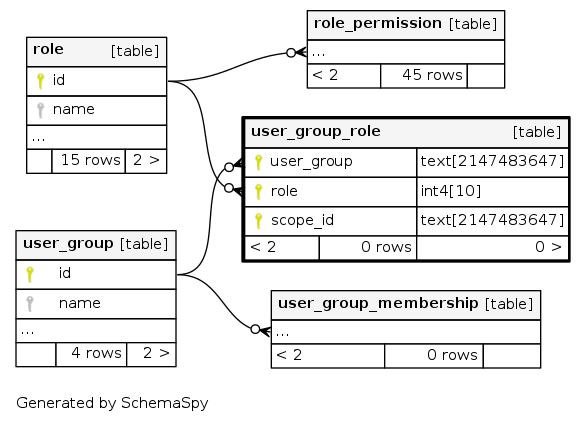 role [table]
id
name
...
15 rows 2 >
role_permission [table]
...
< 2 45 rows
user_group_role [table]
user_group text[2147483647]
role int4[10]
scope_id text[2147483647]
< 2 0 rows 0 >
user_group [table]
id
name
...
4 rows 2 >
user_group_membership [table]
...
< 2 0 rows
Generated by SchemaSpy